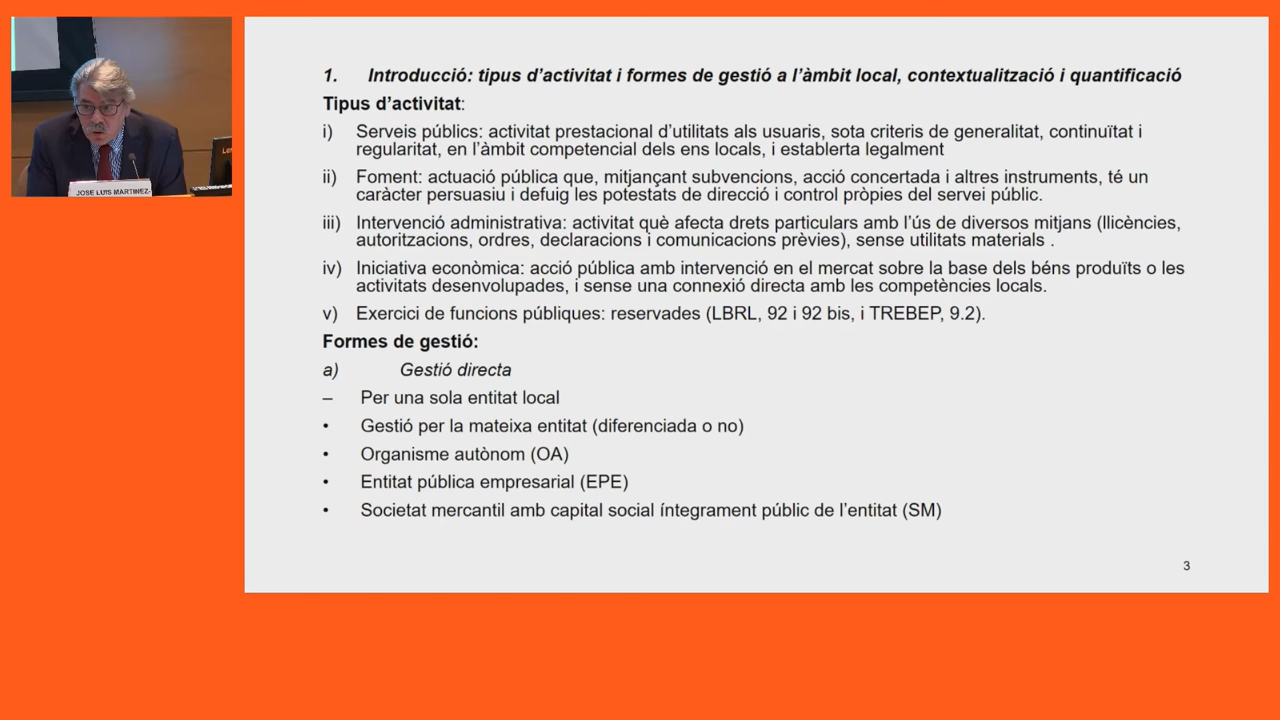 JOSE LUIS MARTINEZ-
1. Introducció: tipus d’activitat i formes de gestió a l’àmbit local, contextualització i quantificació
Tipus d’activitat:
i) Serveis públics: activitat prestacional d’utilitats als usuaris, sota criteris de generalitat, continuïtat i
regularitat, en l’àmbit competencial dels ens locals, i establerta legalment
ii) Foment: actuació pública que, mitjançant subvencions, acció concertada i altres instruments, té un
caràcter persuasiu i defuig les potestats de direcció i control pròpies del servei públic.
iii) Intervenció administrativa: activitat què afecta drets particulars amb l’ús de diversos mitjans (llicències,
autoritzacions, ordres, declaracions i comunicacions prèvies), sense utilitats materials .
iv) Iniciativa econòmica: acció pública amb intervenció en el mercat sobre la base dels béns produïts o les
activitats desenvolupades, i sense una connexió directa amb les competències locals.
v) Exercici de funcions públiques: reservades (LBRL, 92 i 92 bis, i TREBEP, 9.2).
Formes de gestió:
a) Gestió directa
– Per una sola entitat local
• Gestió per la mateixa entitat (diferenciada o no)
• Organisme autònom (OA)
• Entitat pública empresarial (EPE)
• Societat mercantil amb capital social íntegrament públic de l’entitat (SM)
3